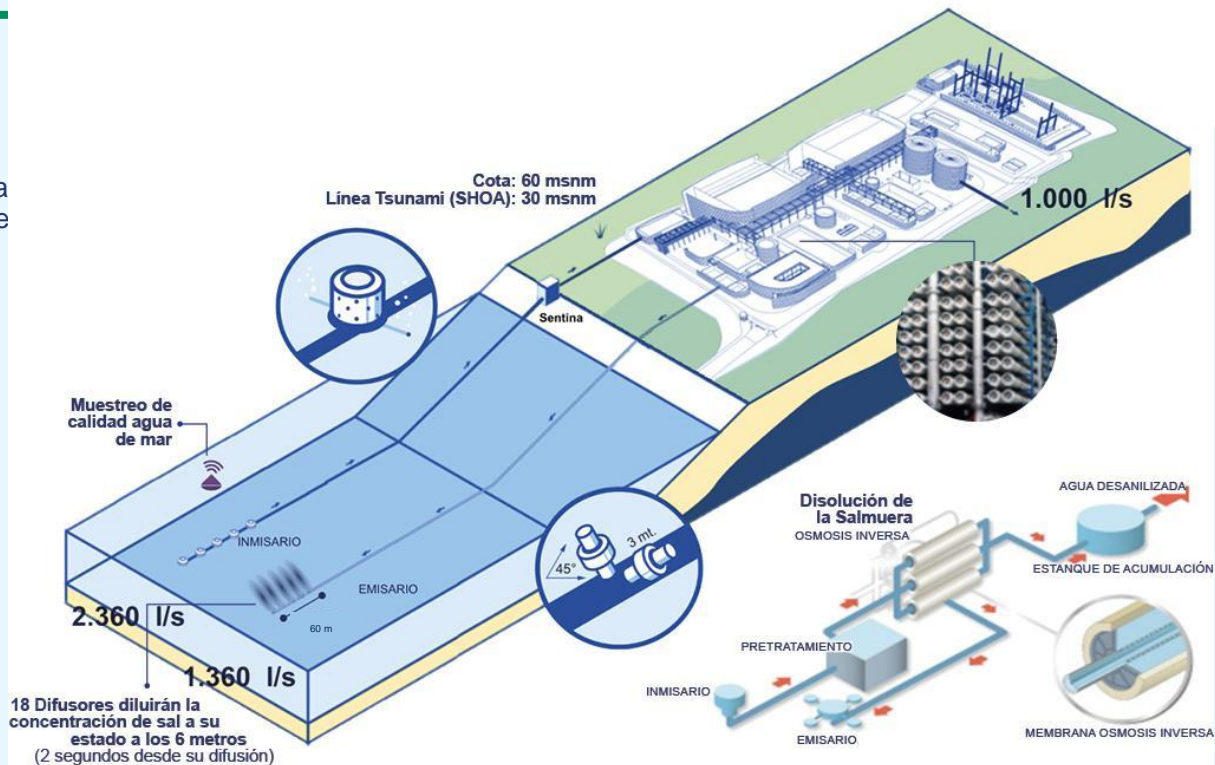 a
e
Cota: 60 msnm
Línea Tsunami (SHOA): 30 msnm
1.000 l/s
Sentina
Muestreo de
calidad agua
de mar
INMISARIO
EMISARIO
60 m
45°
3 mt.
2.360 l/s
1.360 l/s
18 Difusores diluirán la
concentración de sal a su
estado a los 6 metros
(2 segundos desde su difusión)
Disolución de
la Salmuera
OSMOSIS INVERSA
AGUA DESANILIZADA
ESTANQUE DE ACUMULACIÓN
PRETRATAMIENTO
INMISARIO
EMISARIO
MEMBRANA OSMOSIS INVERSA